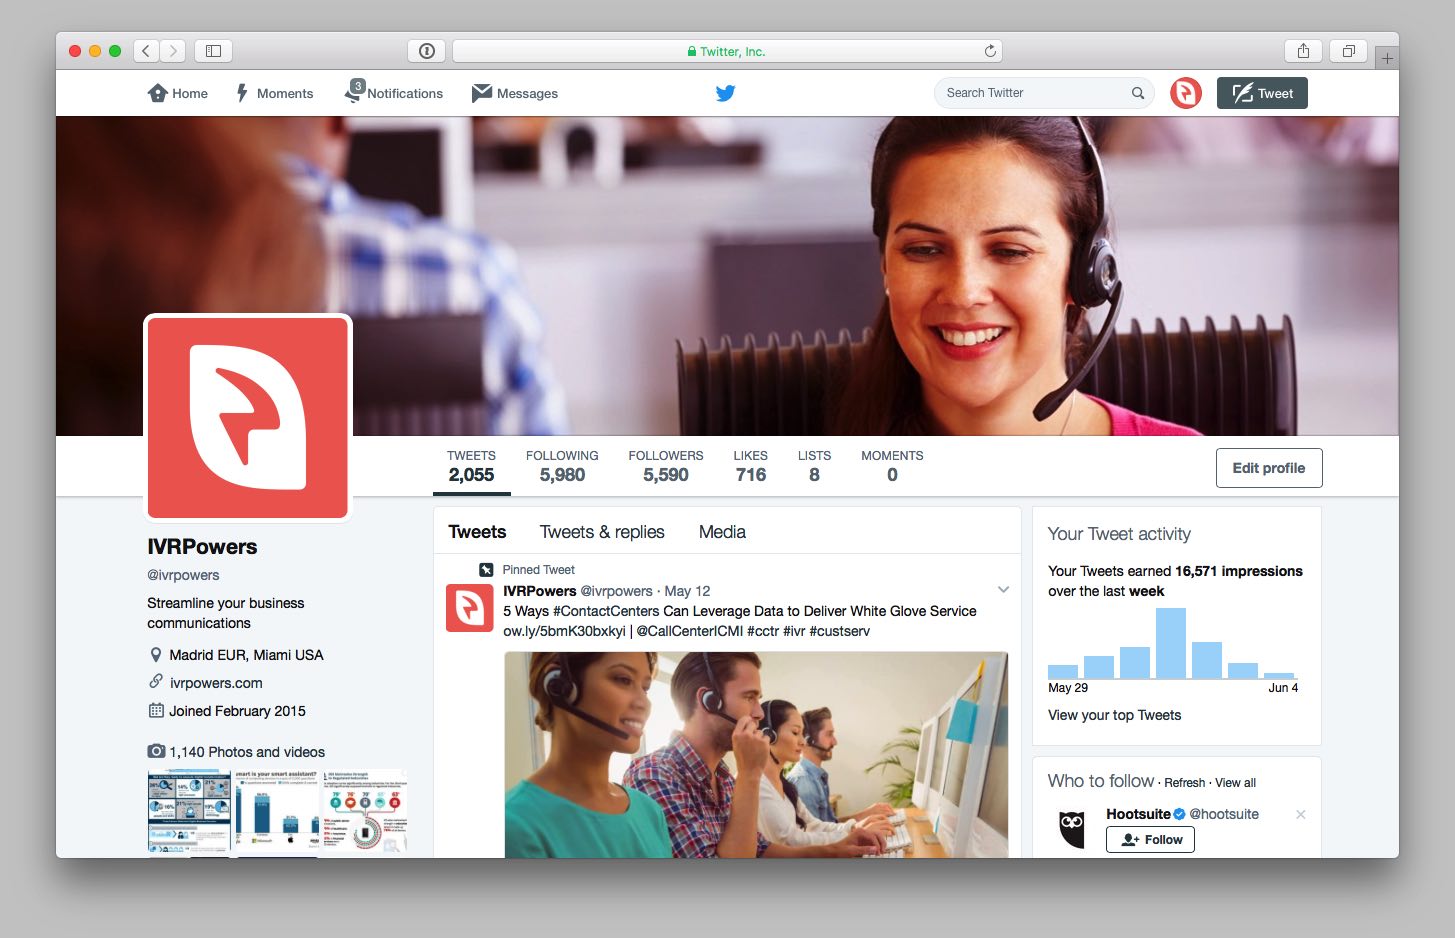 Twitter, Inc.
Home
Moments
3
Notifications
Messages
Search Twitter
Tweet
TWEETS
2,055
FOLLOWING
5,980
FOLLOWERS
5,590
LIKES
716
LISTS
8
MOMENTS
0
Edit profile
IVRPowers
@ivrpowers
Streamline your business
communications
Madrid EUR, Miami USA
ivrpowers.com
Joined February 2015
1,140 Photos and videos
mart is your smart assistant?
Tweets
Tweets & replies
Media
Pinned Tweet
IVRPowers @ivrpowers · May 12
5 Ways #ContactCenters Can Leverage Data to Deliver White Glove Service
ow.ly/5bmK30bxkyi | @CallCenterICMI #cctr #ivr #custserv
Your Tweet activity
Your Tweets earned 16,571 impressions
over the last week
May 29
Jun 4
View your top Tweets
Who to follow · Refresh · View all
Hootsuite @hootsuite
Follow